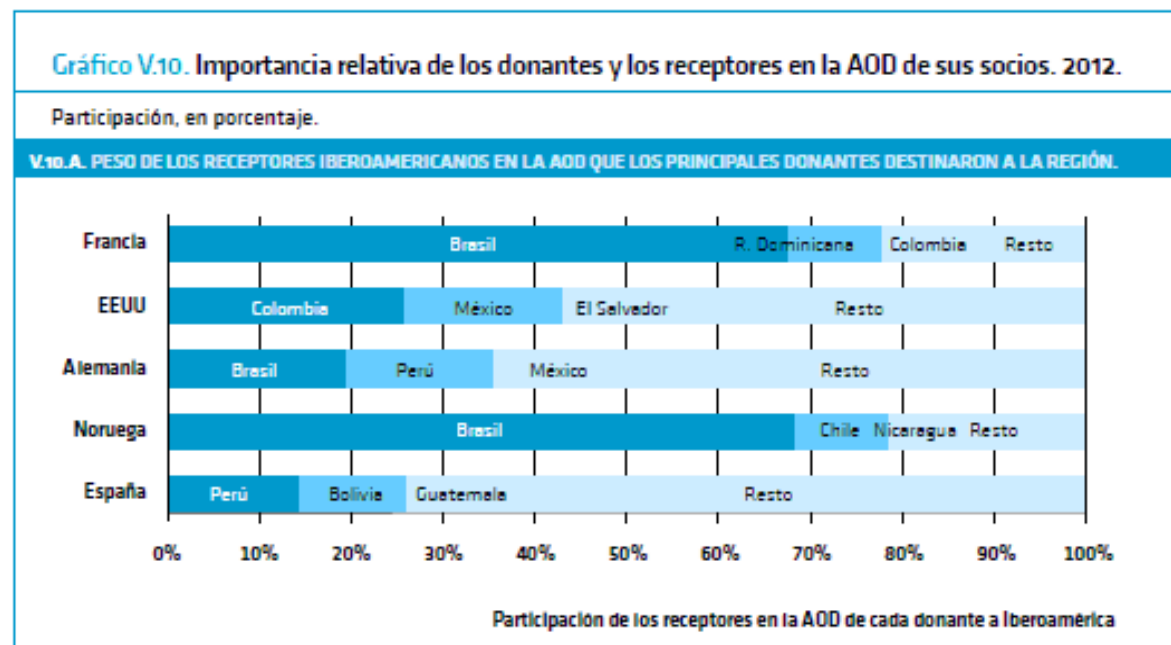 Gráfico V.10. Importancia relativa de los donantes y los receptores en la AOD de sus socios. 2012.
Participación, en porcentaje.
V.10.A. PESO DE LOS RECEPTORES IBEROAMERICANOS EN LA AOD QUE LOS PRINCIPALES DONANTES DESTINARON A LA REGIÓN.
Francia Brasil R. Dominicana Colombia Resto
EEUU Colombia México El Salvador Resto
Alemania Brasil Perú México Resto
Noruega Brasil Chile Nicaragua Resto
España Perú Bolivia Guatemala Resto
0% 10% 20% 30% 40% 50% 60% 70% 80% 90% 100%
Participación de los receptores en la AOD de cada donante a Iberoamérica